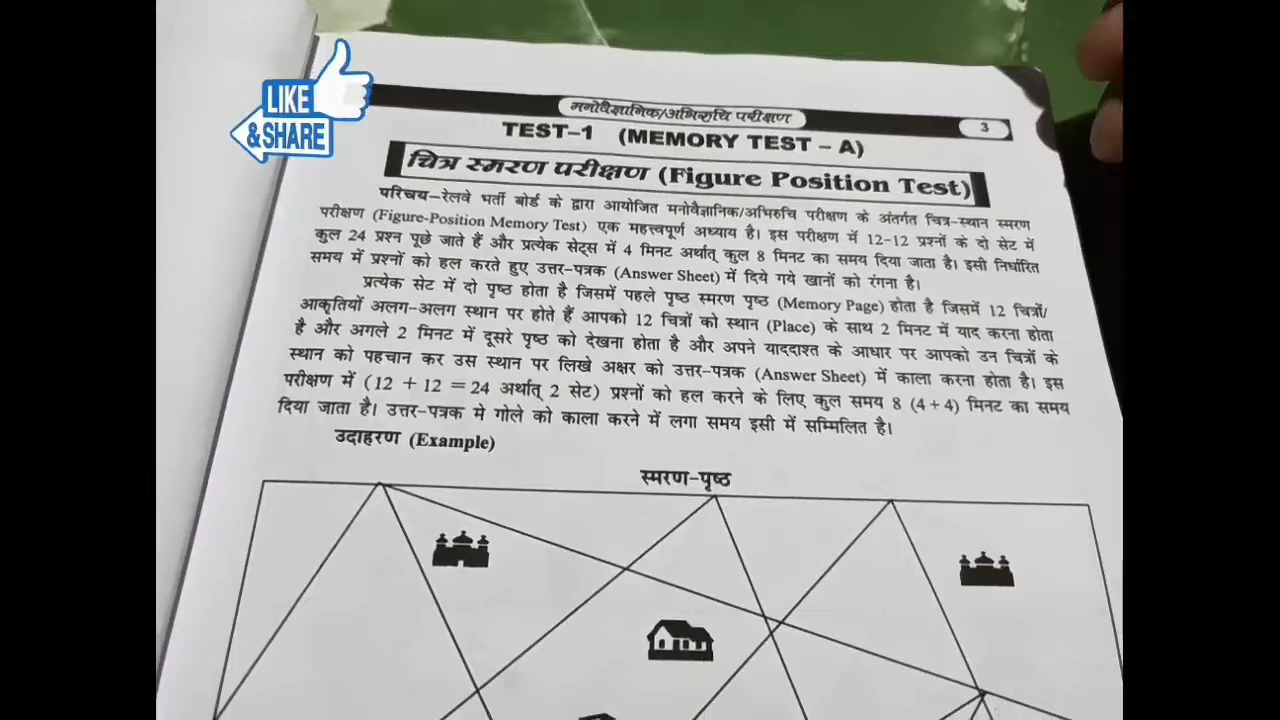 LIKE
& SHARE
मनोवैज्ञानिक/अभिरुचि परीक्षण
3
TEST–1 (MEMORY TEST – A)
चित्र स्मरण परीक्षण (Figure Position Test)
परिचय–रेलवे भर्ती बोर्ड के द्वारा आयोजित मनोवैज्ञानिक/अभिरुचि परीक्षण के अंतर्गत चित्र-स्थान स्मरण
परीक्षण (Figure-Position Memory Test) एक महत्त्वपूर्ण अध्याय है। इस परीक्षण में 12-12 प्रश्नों के दो सेट में
कुल 24 प्रश्न पूछे जाते हैं और प्रत्येक सेट्स में 4 मिनट अर्थात् कुल 8 मिनट का समय दिया जाता है। इसी निर्धारित
समय में प्रश्नों को हल करते हुए उत्तर-पत्रक (Answer Sheet) में दिये गये खानों को रंगना है।
प्रत्येक सेट में दो पृष्ठ होता है जिसमें पहले पृष्ठ स्मरण पृष्ठ (Memory Page) होता है जिसमें 12 चित्रों/
आकृतियों अलग-अलग स्थान पर होते हैं आपको 12 चित्रों को स्थान (Place) के साथ 2 मिनट में याद करना होता
है और अगले 2 मिनट में दूसरे पृष्ठ को देखना होता है और अपने याददाश्त के आधार पर आपको उन चित्रों के
स्थान को पहचान कर उस स्थान पर लिखे अक्षर को उत्तर-पत्रक (Answer Sheet) में काला करना होता है। इस
परीक्षण में (12 + 12 = 24 अर्थात् 2 सेट) प्रश्नों को हल करने के लिए कुल समय 8 (4+4) मिनट का समय
दिया जाता है। उत्तर-पत्रक मे गोले को काला करने में लगा समय इसी में सम्मिलित है।
उदाहरण (Example)
स्मरण-पृष्ठ